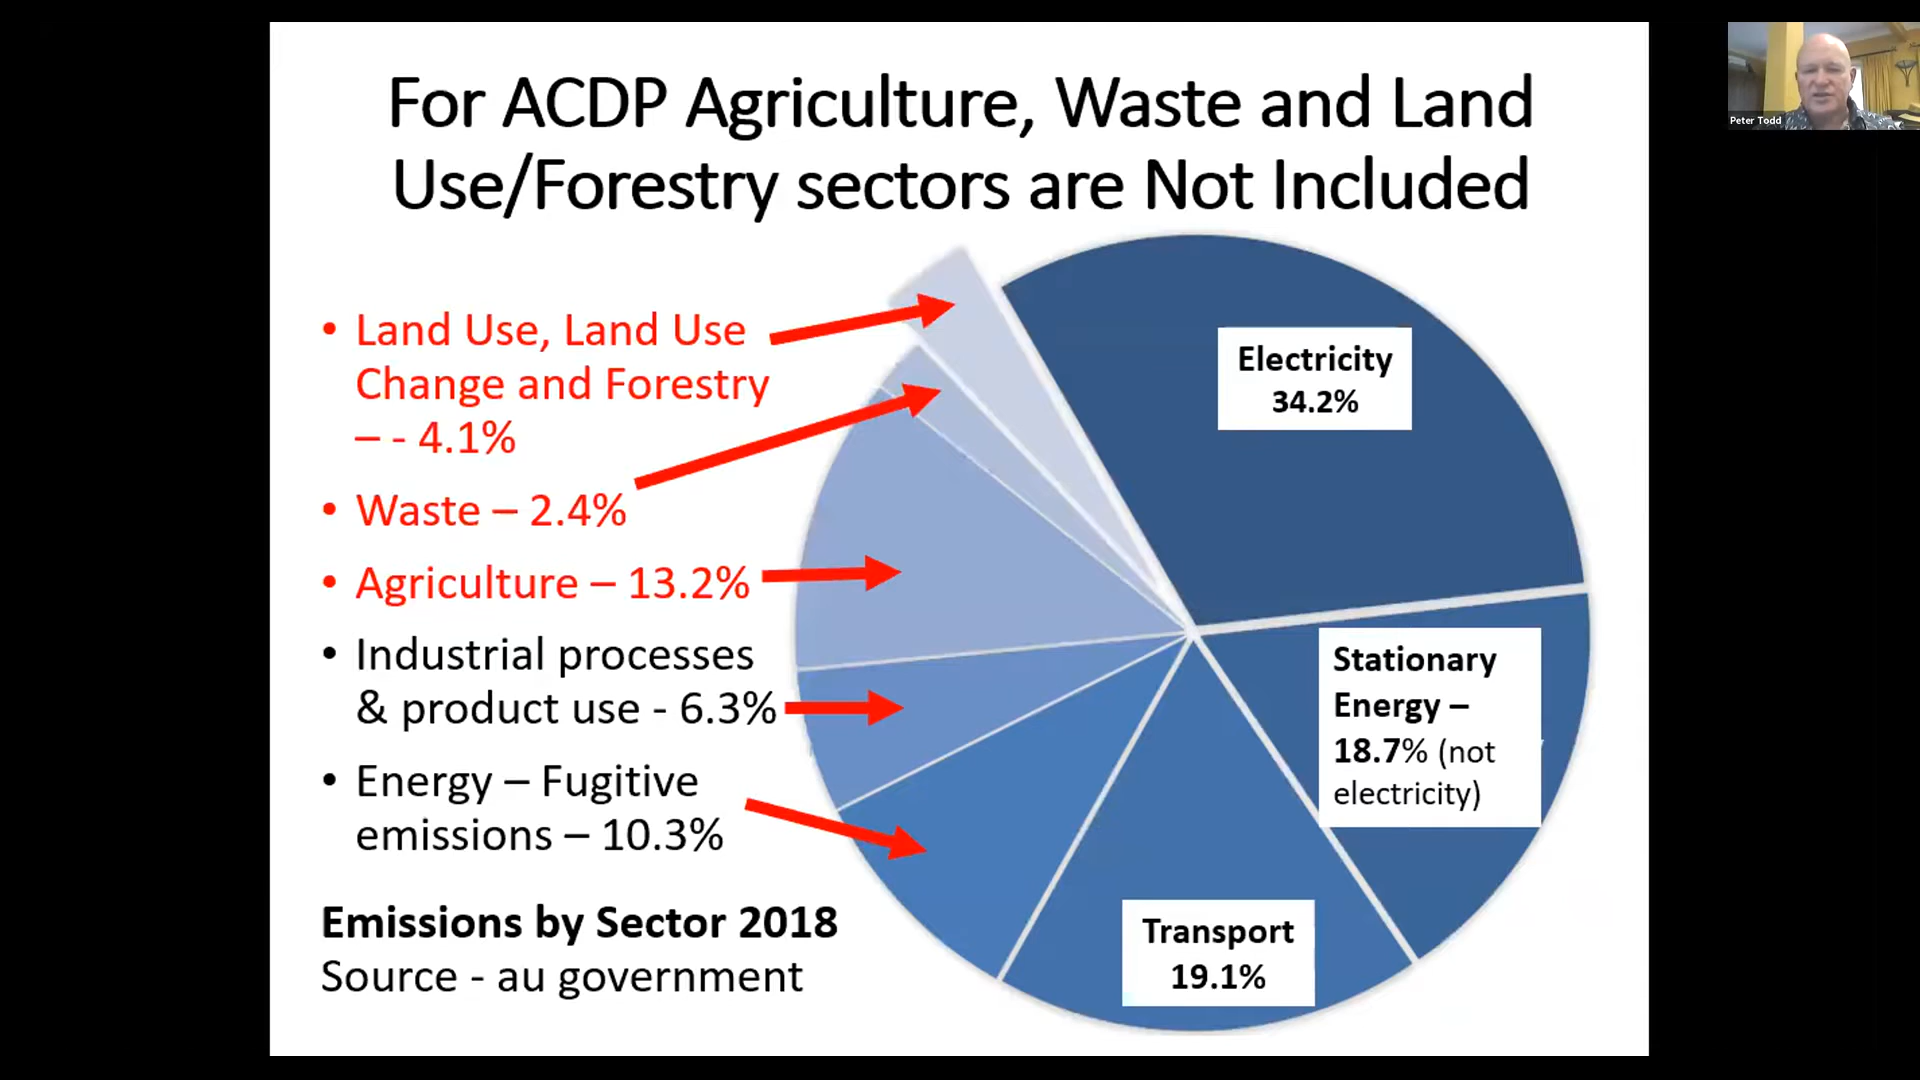 For ACDP Agriculture, Waste and Land
Use/Forestry sectors are Not Included
• Land Use, Land Use
Change and Forestry
– - 4.1%
• Waste – 2.4%
• Agriculture – 13.2%
• Industrial processes
& product use - 6.3%
• Energy – Fugitive
emissions – 10.3%
Emissions by Sector 2018
Source - au government
Electricity
34.2%
Stationary
Energy –
18.7% (not
electricity)
Transport
19.1%
Peter Todd